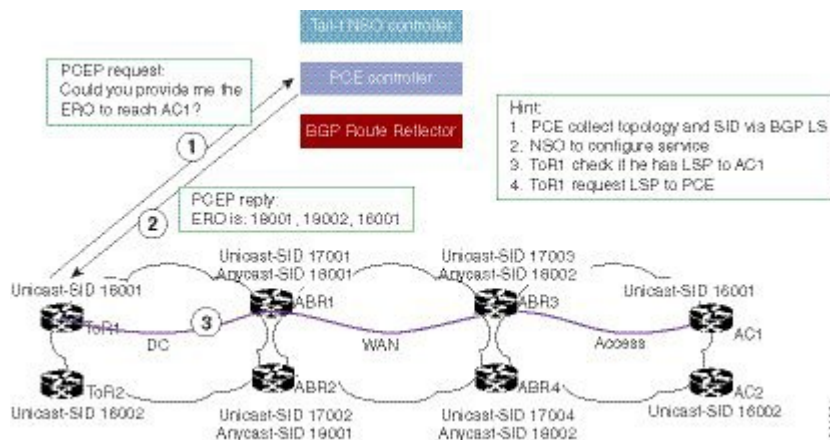 Tail-f NSO controller
PCEP request:
Could you provide me the
ERO to reach AC1?
PCE controller
BGP Route Reflector
1
Hint:
1. PCE collect topology and SID via BGP LS
2. NSO to configure service
3. ToR1 check if he has LSP to AC1
4. ToR1 request LSP to PCE
2
PCEP reply:
ERO is: 18001, 19002, 16001
Unicast-SID 17001
Anycast-SID 18001
Unicast-SID 17003
Anycast-SID 18002
Unicast-SID 16001
Unicast-SID 16001
ABR1
ABR3
ToR1
3
AC1
DC
WAN
Access
ToR2
ABR2
ABR4
AC2
Unicast-SID 16002
Unicast-SID 17002
Anycast-SID 19001
Unicast-SID 17004
Anycast-SID 19002
Unicast-SID 16002